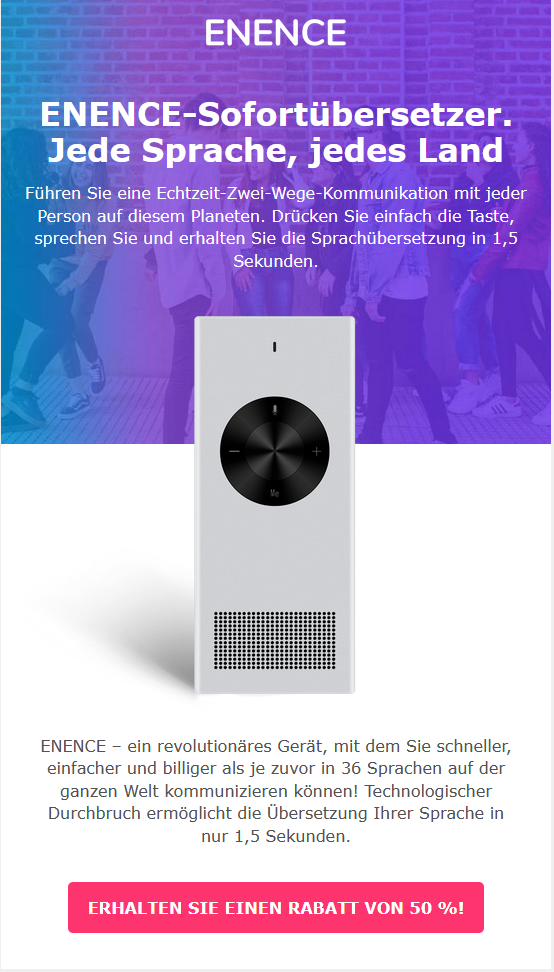 ENENCE
ENENCE-Sofortübersetzer.
Jede Sprache, jedes Land
Führen Sie eine Echtzeit-Zwei-Wege-Kommunikation mit jeder
Person auf diesem Planeten. Drücken Sie einfach die Taste,
sprechen Sie und erhalten Sie die Sprachübersetzung in 1,5
Sekunden.
Me
ENENCE – ein revolutionäres Gerät, mit dem Sie schneller,
einfacher und billiger als je zuvor in 36 Sprachen auf der
ganzen Welt kommunizieren können! Technologischer
Durchbruch ermöglicht die Übersetzung Ihrer Sprache in
nur 1,5 Sekunden.
ERHALTEN SIE EINEN RABATT VON 50 %!